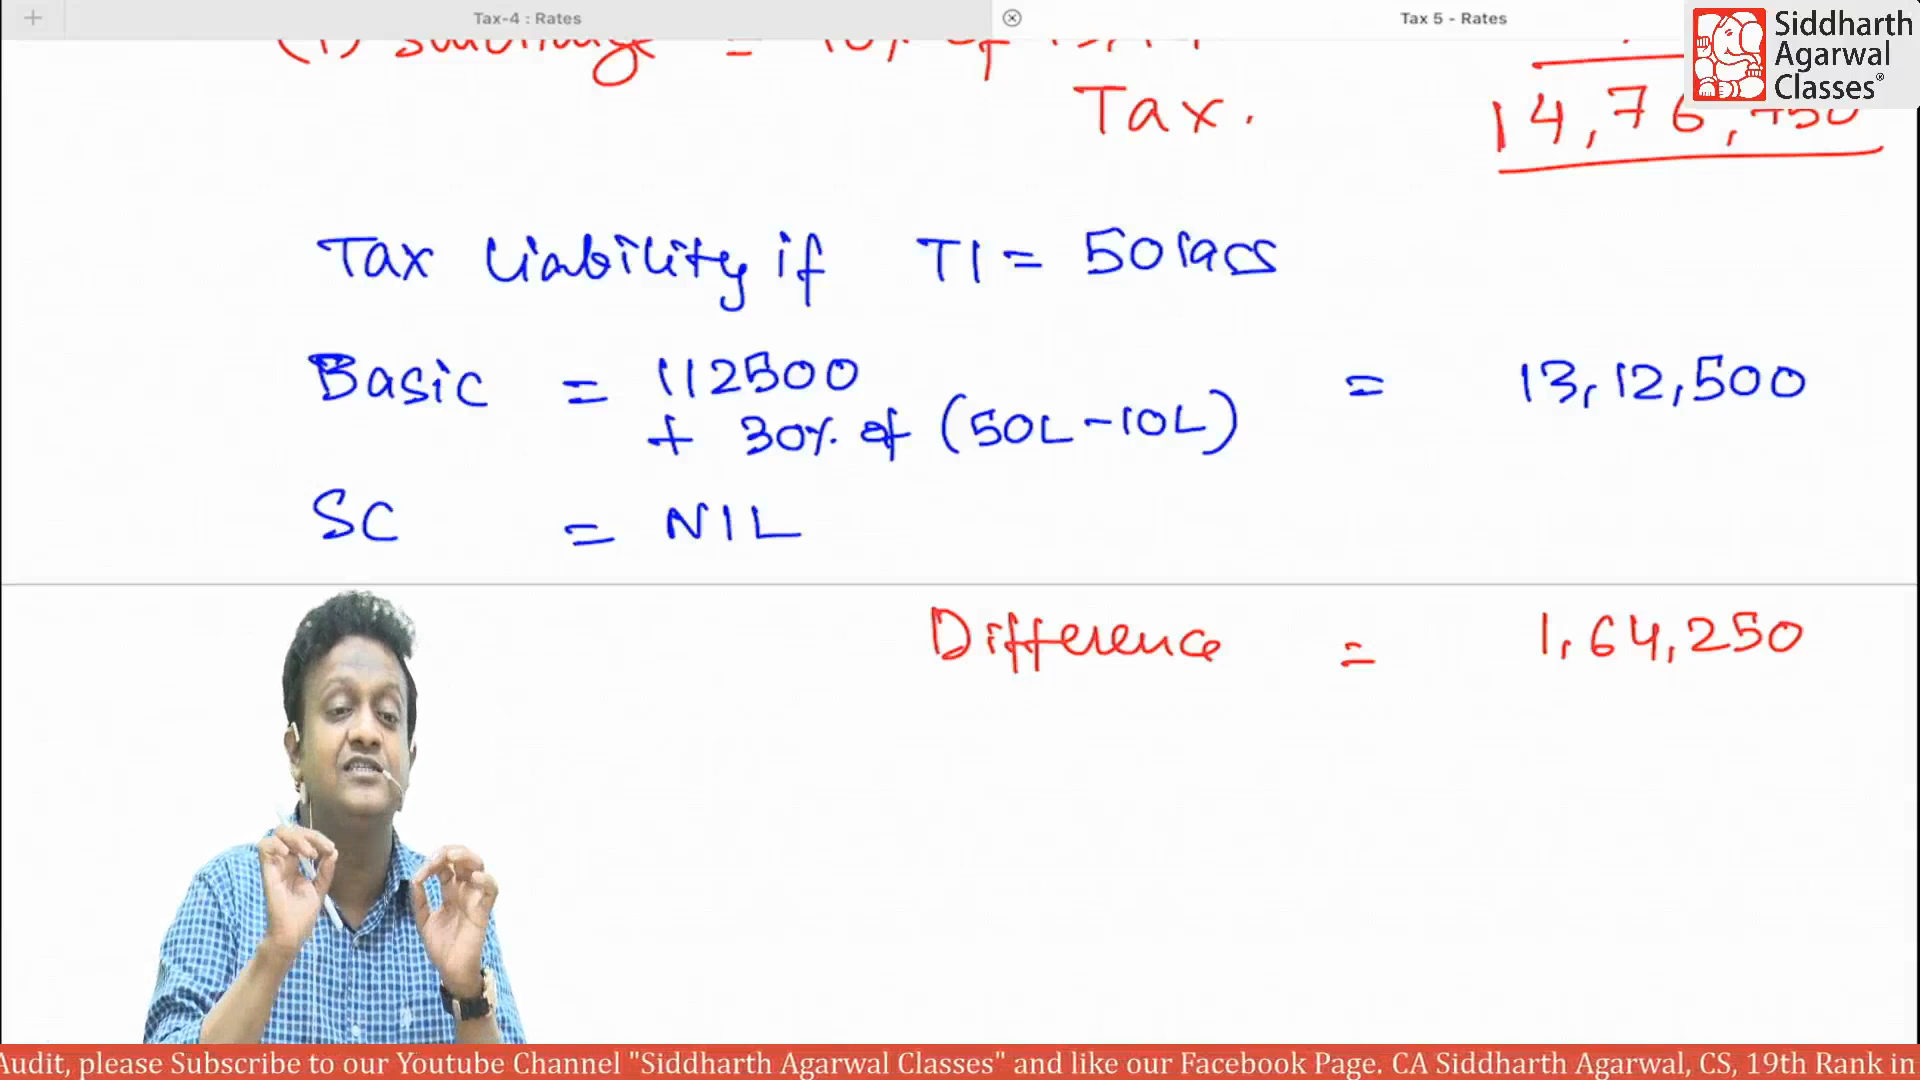 Tax-4 : Rates
Tax 5 - Rates
Siddharth
Agarwal
Classes®
Tax.
14,76,750
Tax liability if TI = 50 lacs
Basic = 112500 = 13,12,500
+ 30% of (50L - 10L)
SC = NIL
Difference = 1,64,250
Audit, please Subscribe to our Youtube Channel "Siddharth Agarwal Classes" and like our Facebook Page. CA Siddharth Agarwal, CS, 19th Rank in